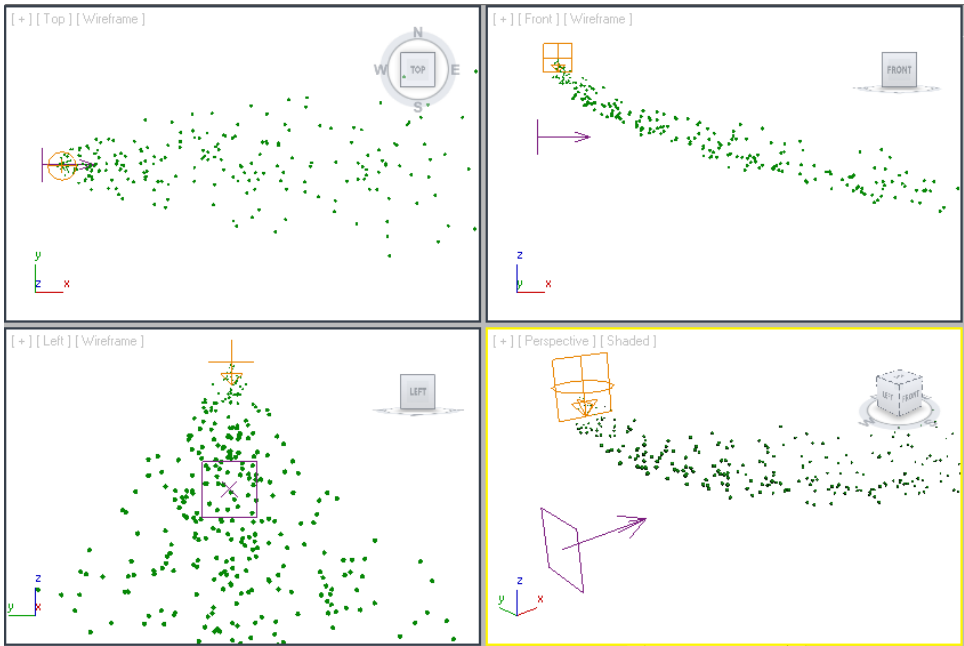 [ + ] [ Top ] [ Wireframe ]
N
W TOP E
S
y
z x
[ + ] [ Front ] [ Wireframe ]
FRONT
z
y x
[ + ] [ Left ] [ Wireframe ]
LEFT
z
y x
[ + ] [ Perspective ] [ Shaded ]
LEFT FRONT
z
y x